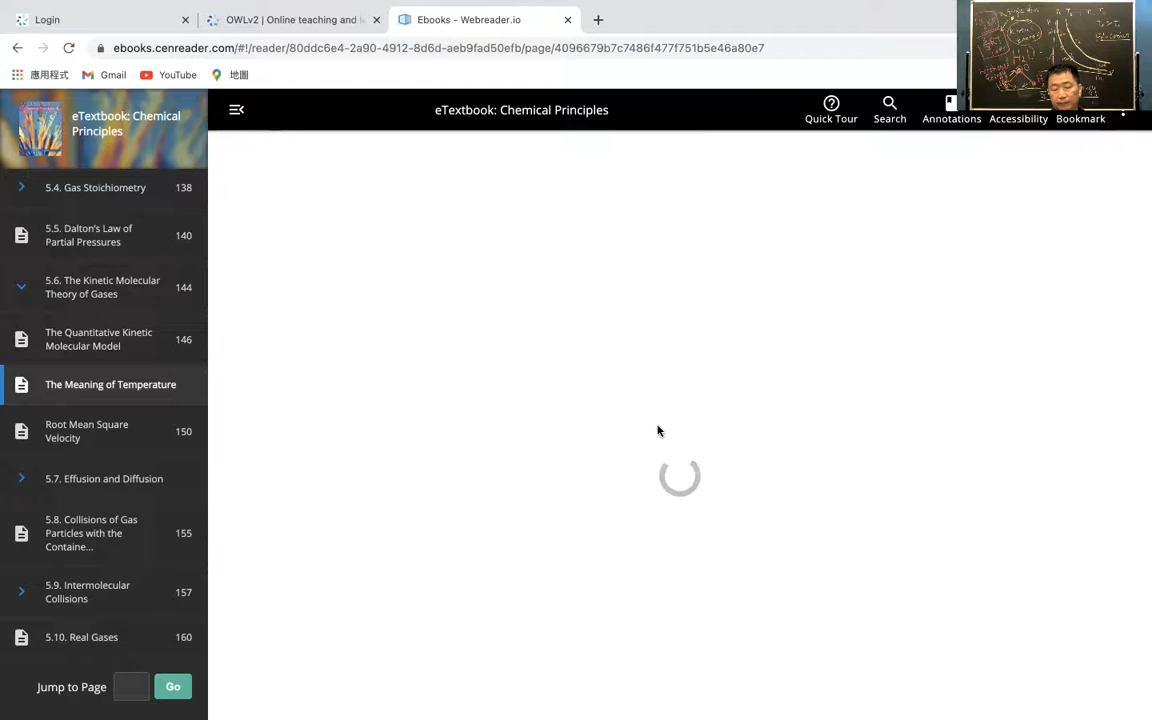 Login
OWLv2 | Online teaching and le
Ebooks - Webreader.io
ebooks.cenreader.com/#!/reader/80ddc6e4-2a90-4912-8d6d-aeb9fad50efb/page/4096679b7c7486f477f751b5e46a80e7
應用程式
Gmail
YouTube
地圖
eTextbook: Chemical
Principles
eTextbook: Chemical Principles
Quick Tour
Search
Annotations
Accessibility
Bookmark
5.4. Gas Stoichiometry 138
5.5. Dalton's Law of
Partial Pressures 140
5.6. The Kinetic Molecular
Theory of Gases 144
The Quantitative Kinetic
Molecular Model 146
The Meaning of Temperature
Root Mean Square
Velocity 150
5.7. Effusion and Diffusion
5.8. Collisions of Gas
Particles with the
Containe... 155
5.9. Intermolecular
Collisions 157
5.10. Real Gases 160
Jump to Page
Go